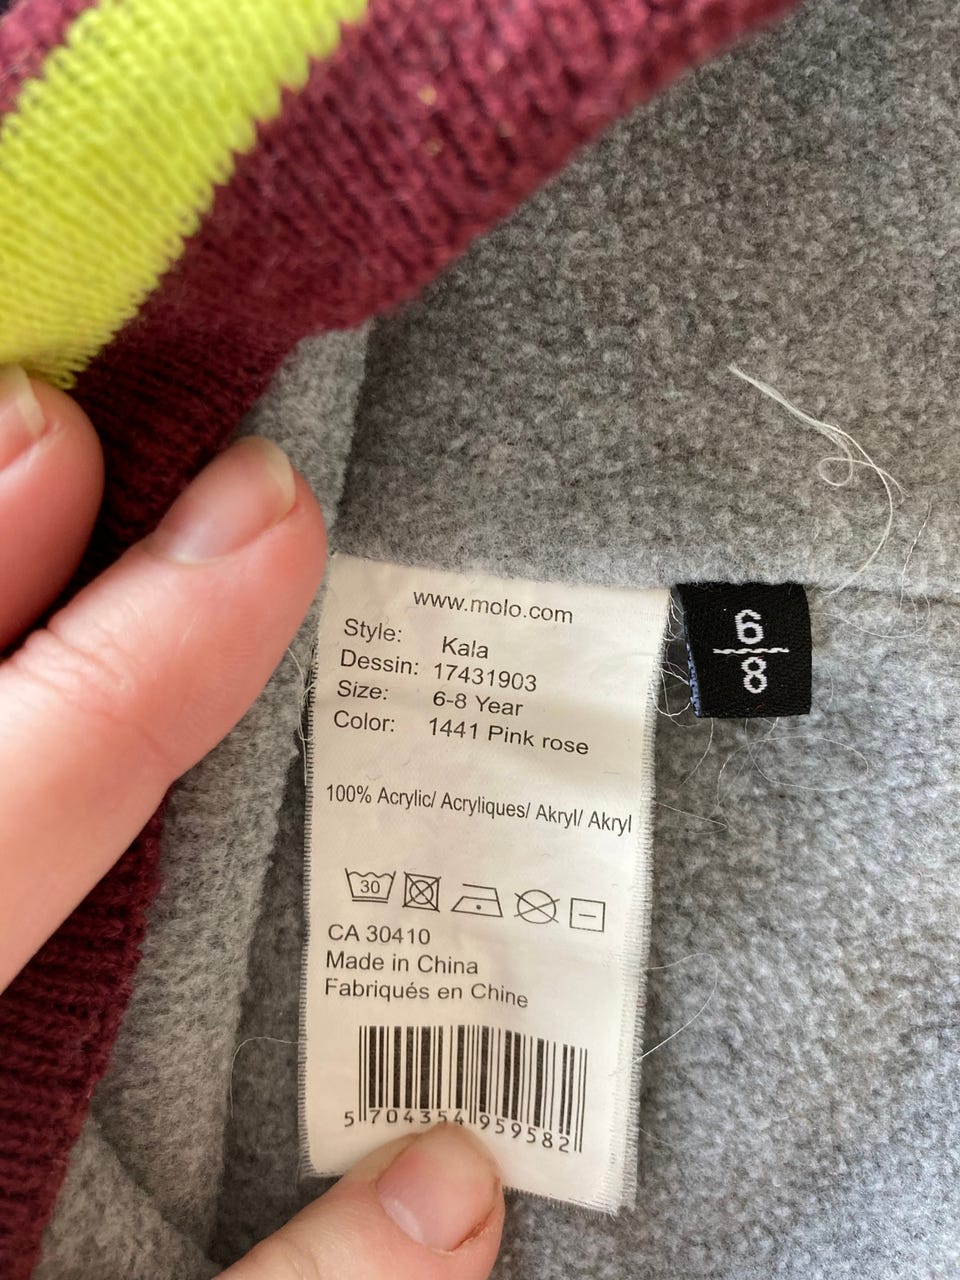 www.molo.com
Style: Kala
Dessin: 17431903
Size: 6-8 Year
Color: 1441 Pink rose
100% Acrylic/ Acryliques/ Akryl/ Akryl
30
CA 30410
Made in China
Fabriqués en Chine
5 704354 959582
6
8